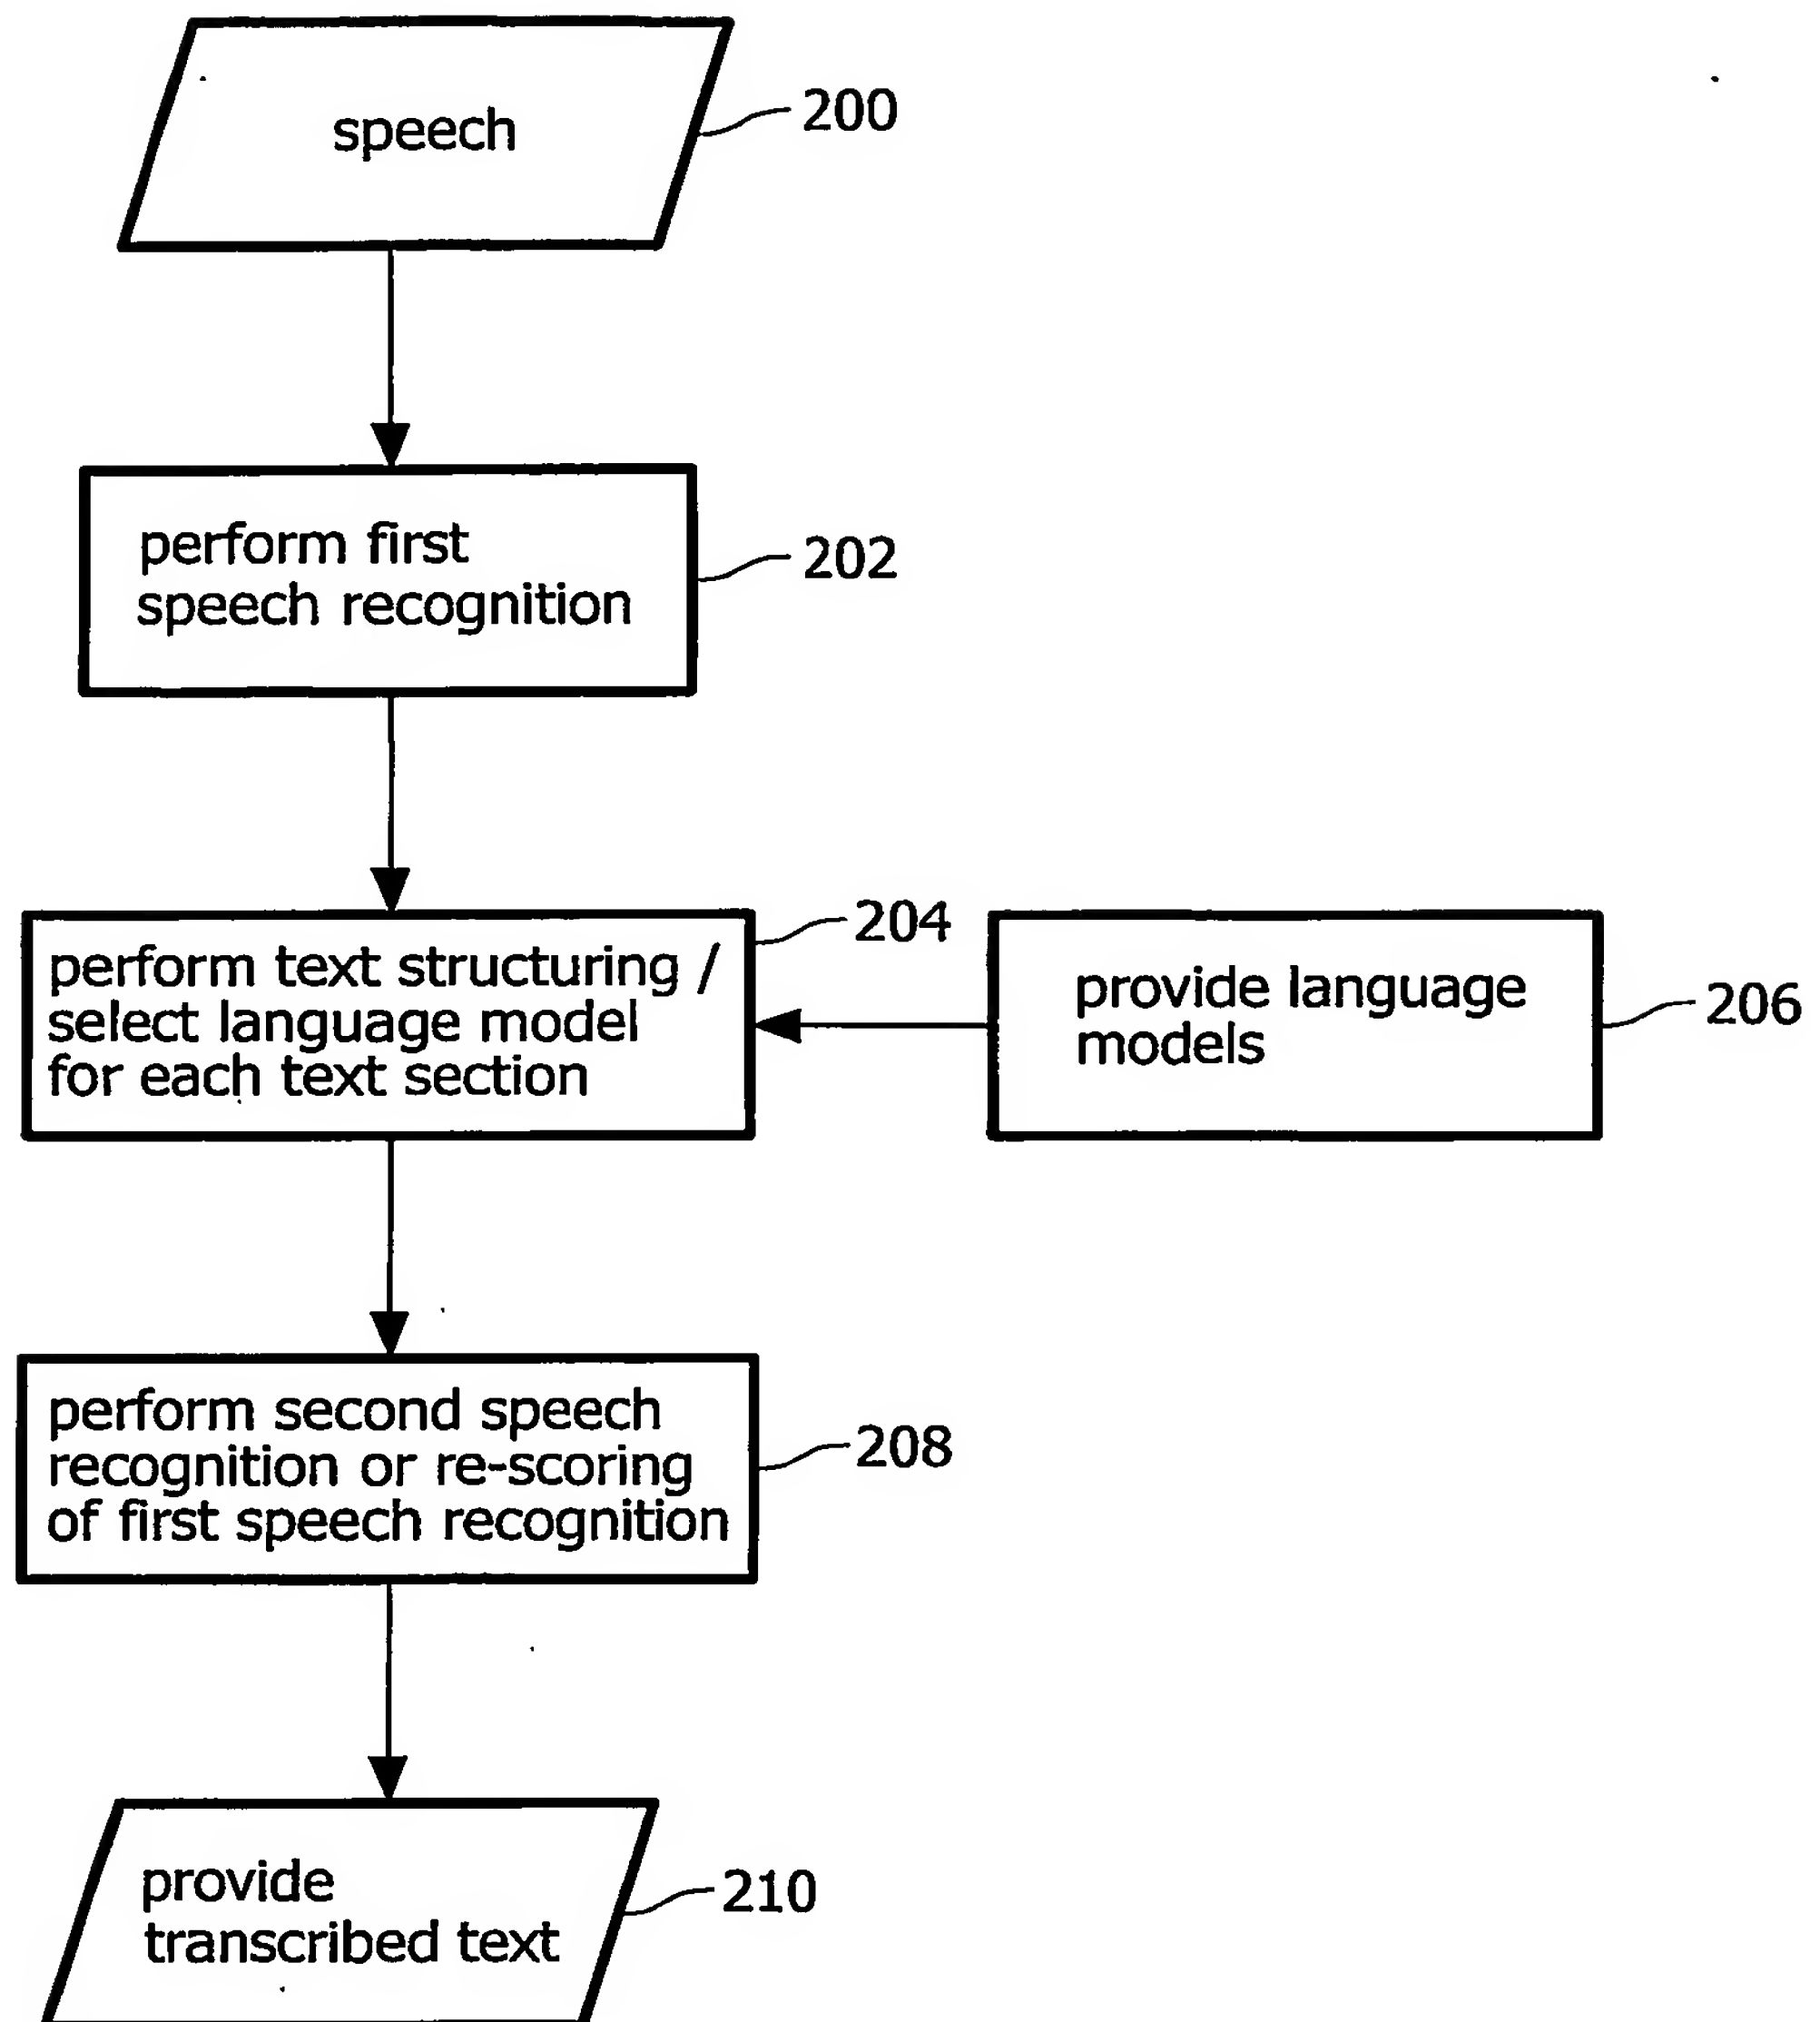 speech
200
perform first
speech recognition
202
perform text structuring /
select language model
for each text section
204
provide language
models
206
perform second speech
recognition or re-scoring
of first speech recognition
208
provide
transcribed text
210